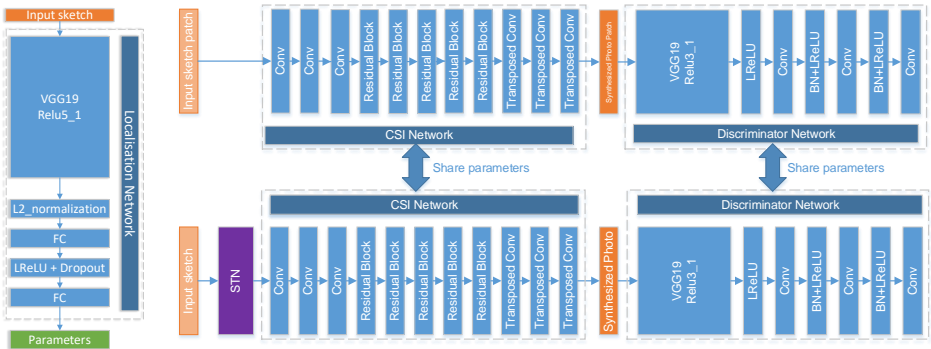 Input sketch
VGG19
Relu5_1
L2_normalization
FC
LReLU + Dropout
FC
Parameters
Localisation Network
Input sketch patch
Conv
Conv
Conv
Residual Block
Residual Block
Residual Block
Residual Block
Residual Block
Transposed Conv
Transposed Conv
Transposed Conv
CSI Network
Synthesized Photo Patch
VGG19
Relu3_1
LReLU
Conv
BN+LReLU
Conv
BN+LReLU
Conv
Discriminator Network
Share parameters
Share parameters
Input sketch
STN
CSI Network
Conv
Conv
Conv
Residual Block
Residual Block
Residual Block
Residual Block
Residual Block
Transposed Conv
Transposed Conv
Transposed Conv
Synthesized Photo
Discriminator Network
VGG19
Relu3_1
LReLU
Conv
BN+LReLU
Conv
BN+LReLU
Conv